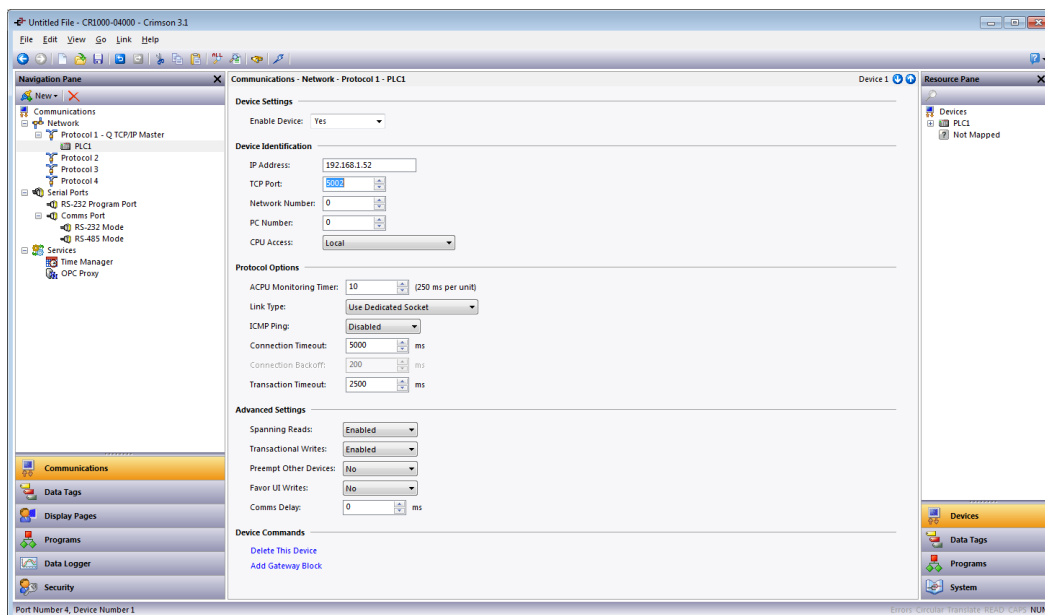 Untitled File - CR1000-04000 - Crimson 3.1
File Edit View Go Link Help
Navigation Pane
New
Communications
Network
Protocol 1 - Q TCP/IP Master
PLC1
Protocol 2
Protocol 3
Protocol 4
Serial Ports
RS-232 Program Port
Comms Port
RS-232 Mode
RS-485 Mode
Services
Time Manager
OPC Proxy
Communications
Data Tags
Display Pages
Programs
Data Logger
Security
Communications - Network - Protocol 1 - PLC1 Device 1
Device Settings
Enable Device: Yes
Device Identification
IP Address: 192.168.1.52
TCP Port: 5002
Network Number: 0
PC Number: 0
CPU Access: Local
Protocol Options
ACPU Monitoring Timer: 10 (250 ms per unit)
Link Type: Use Dedicated Socket
ICMP Ping: Disabled
Connection Timeout: 5000 ms
Connection Backoff: 200 ms
Transaction Timeout: 2500 ms
Advanced Settings
Spanning Reads: Enabled
Transactional Writes: Enabled
Preempt Other Devices: No
Favor UI Writes: No
Comms Delay: 0 ms
Device Commands
Delete This Device
Add Gateway Block
Resource Pane
Devices
PLC1
Not Mapped
Devices
Data Tags
Programs
System
Port Number 4, Device Number 1
Errors Circular Translate READ CAPS NUM